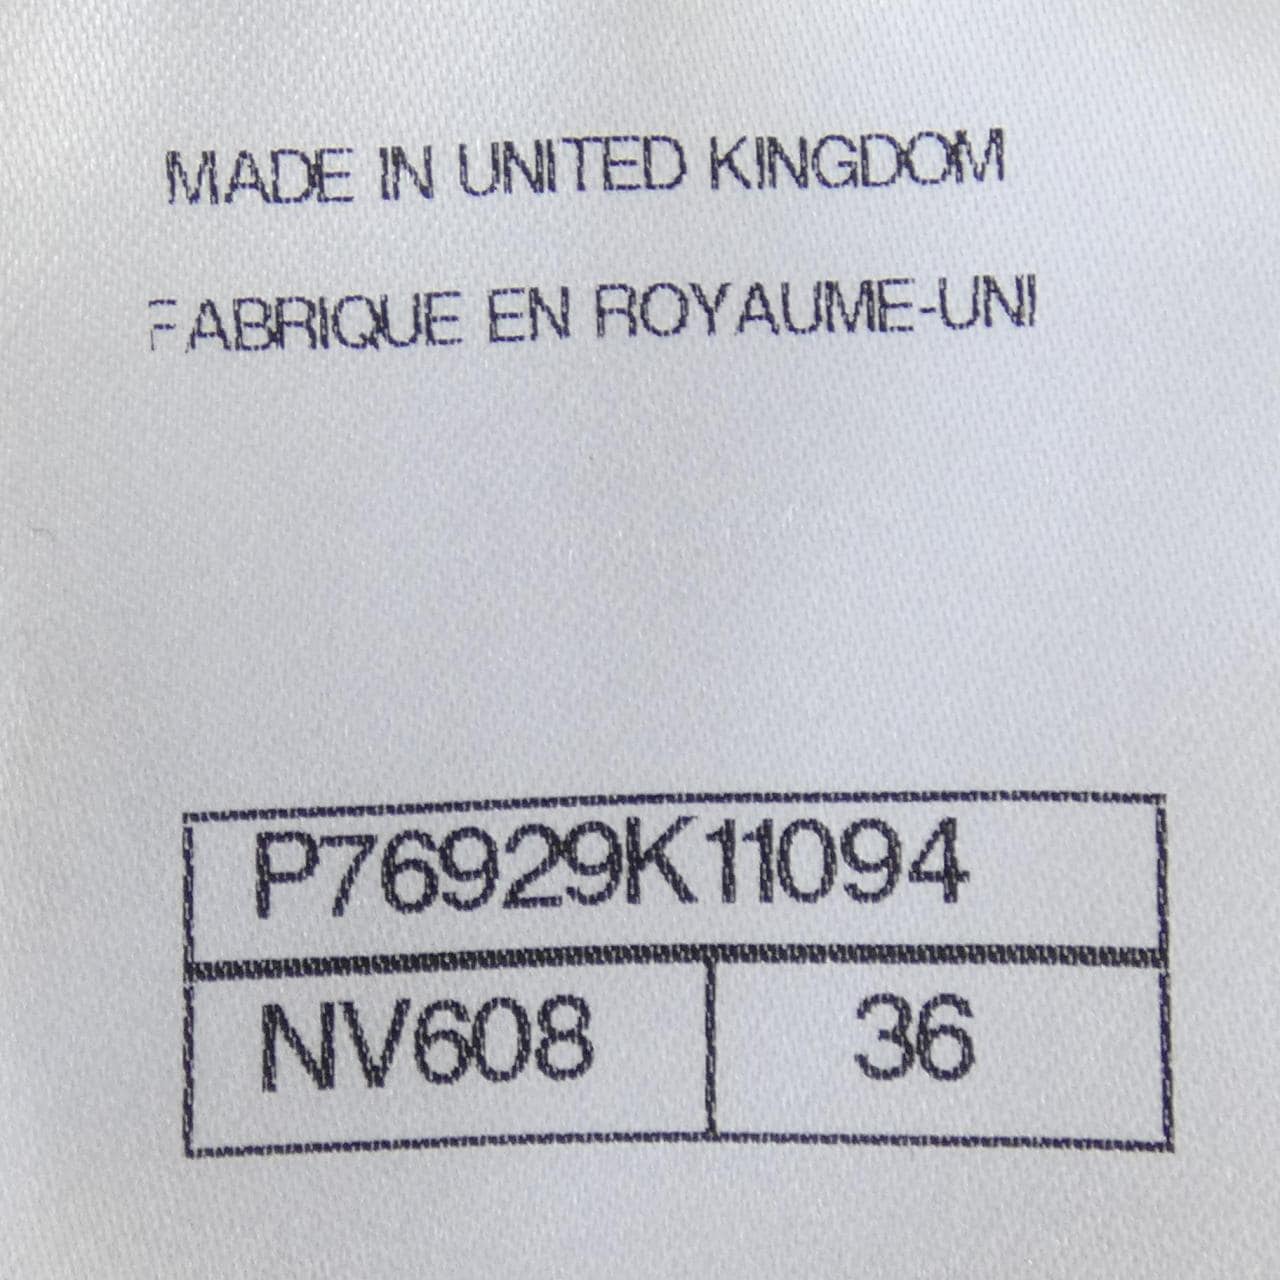 MADE IN UNITED KINGDOM
FABRIQUE EN ROYAUME-UNI
P76929K11094
NV608 36